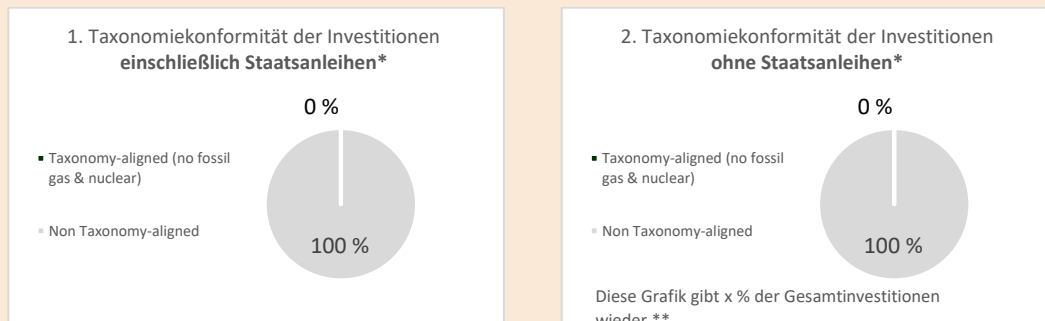 1. Taxonomiekonformität der Investitionen
einschließlich Staatsanleihen*
0 %
Taxonomy-aligned (no fossil
gas & nuclear)
Non Taxonomy-aligned
100 %
2. Taxonomiekonformität der Investitionen
ohne Staatsanleihen*
0 %
Taxonomy-aligned (no fossil
gas & nuclear)
Non Taxonomy-aligned
100 %
Diese Grafik gibt x % der Gesamtinvestitionen
wieder.**